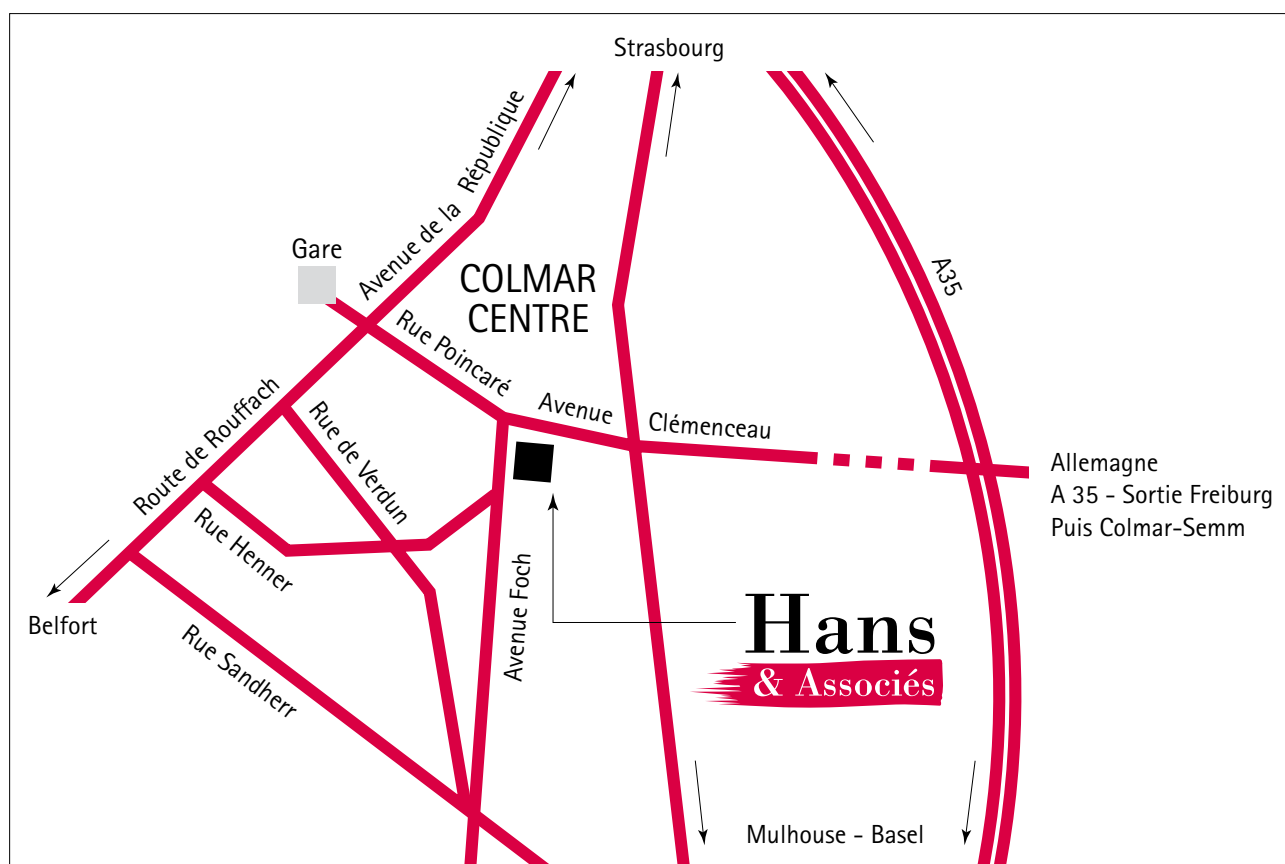 Strasbourg
Avenue de la République
Gare
A35
COLMAR
CENTRE
Rue Poincaré
Avenue Clémenceau
Route de Rouffach
Rue de Verdun
Allemagne
A 35 - Sortie Freiburg
Puis Colmar-Semm
Rue Henner
Avenue Foch
Belfort
Rue Sandherr
Hans
& Associés
Mulhouse - Basel